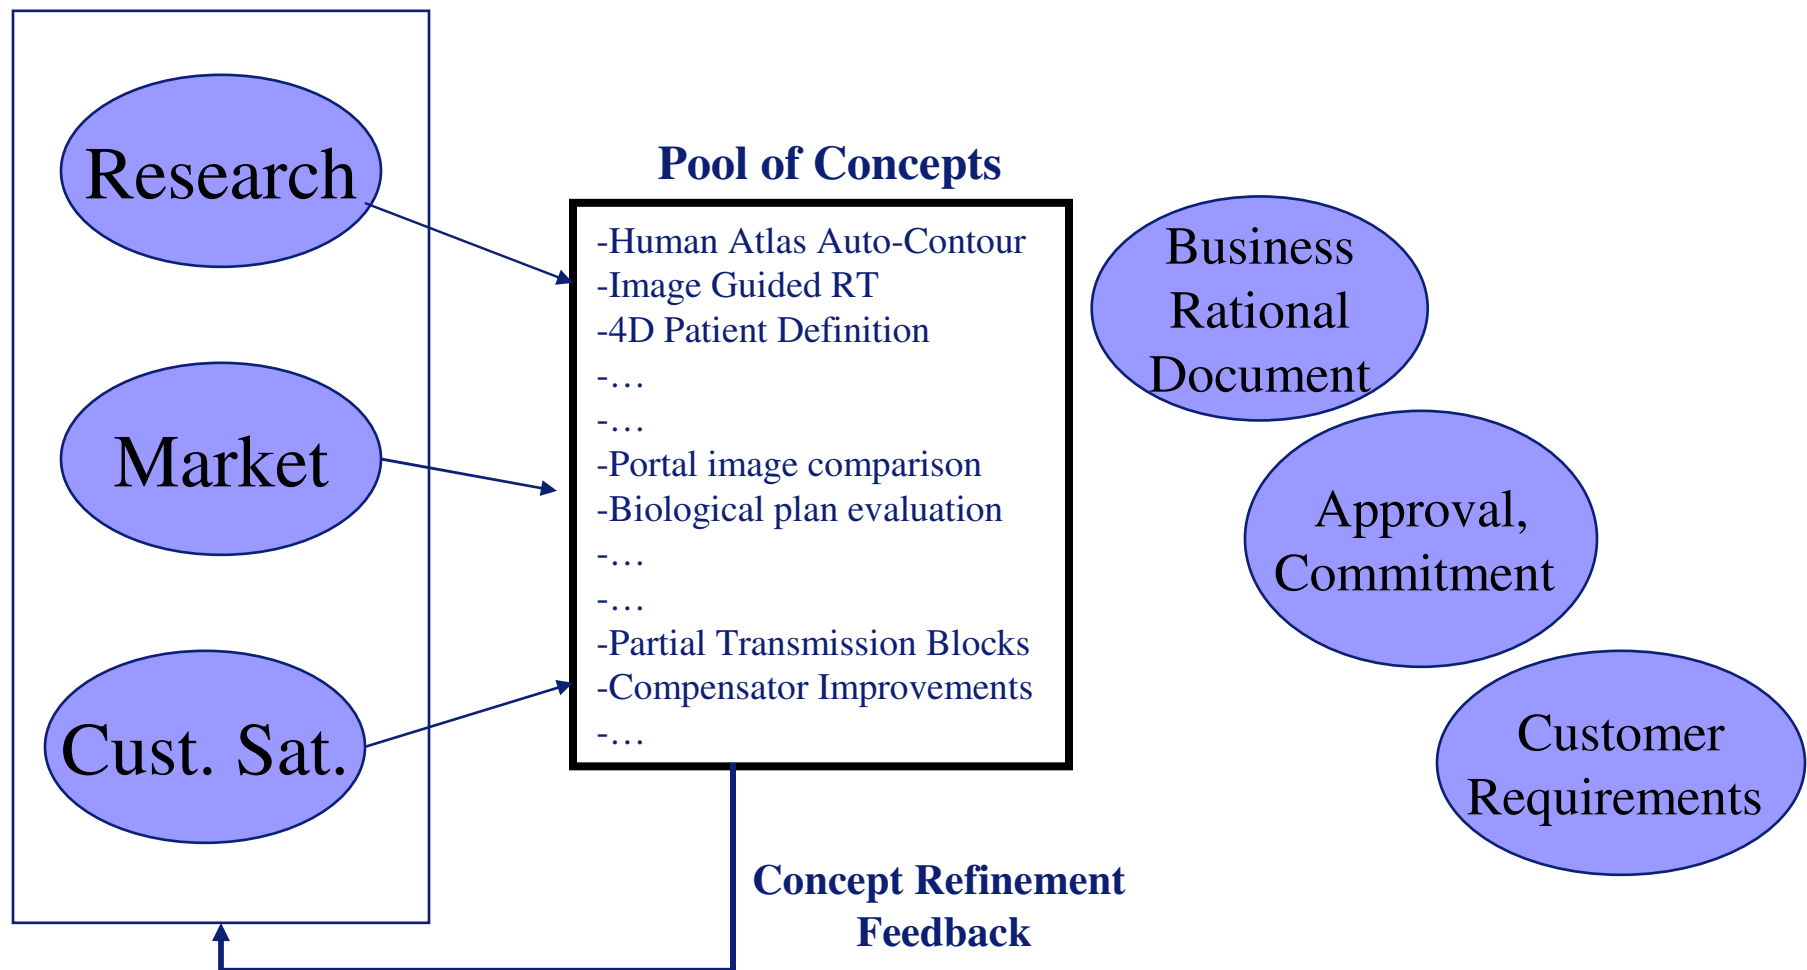 Research
Market
Cust. Sat.
Pool of Concepts
-Human Atlas Auto-Contour
-Image Guided RT
-4D Patient Definition
-…
-…
-Portal image comparison
-Biological plan evaluation
-…
-…
-Partial Transmission Blocks
-Compensator Improvements
-…
Concept Refinement
Feedback
Business
Rational
Document
Approval,
Commitment
Customer
Requirements